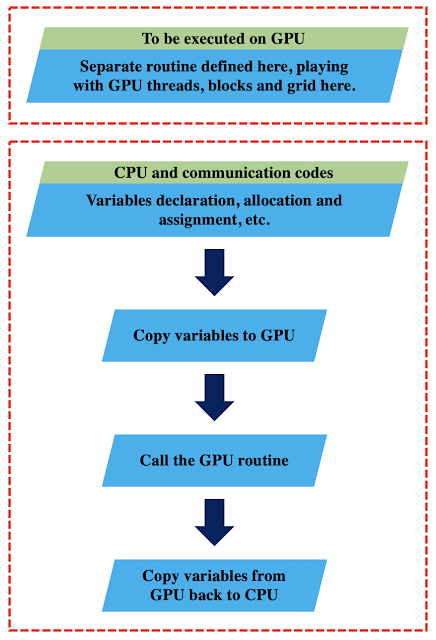 To be executed on GPU
Separate routine defined here, playing
with GPU threads, blocks and grid here.
CPU and communication codes
Variables declaration, allocation and
assignment, etc.
Copy variables to GPU
Call the GPU routine
Copy variables from
GPU back to CPU